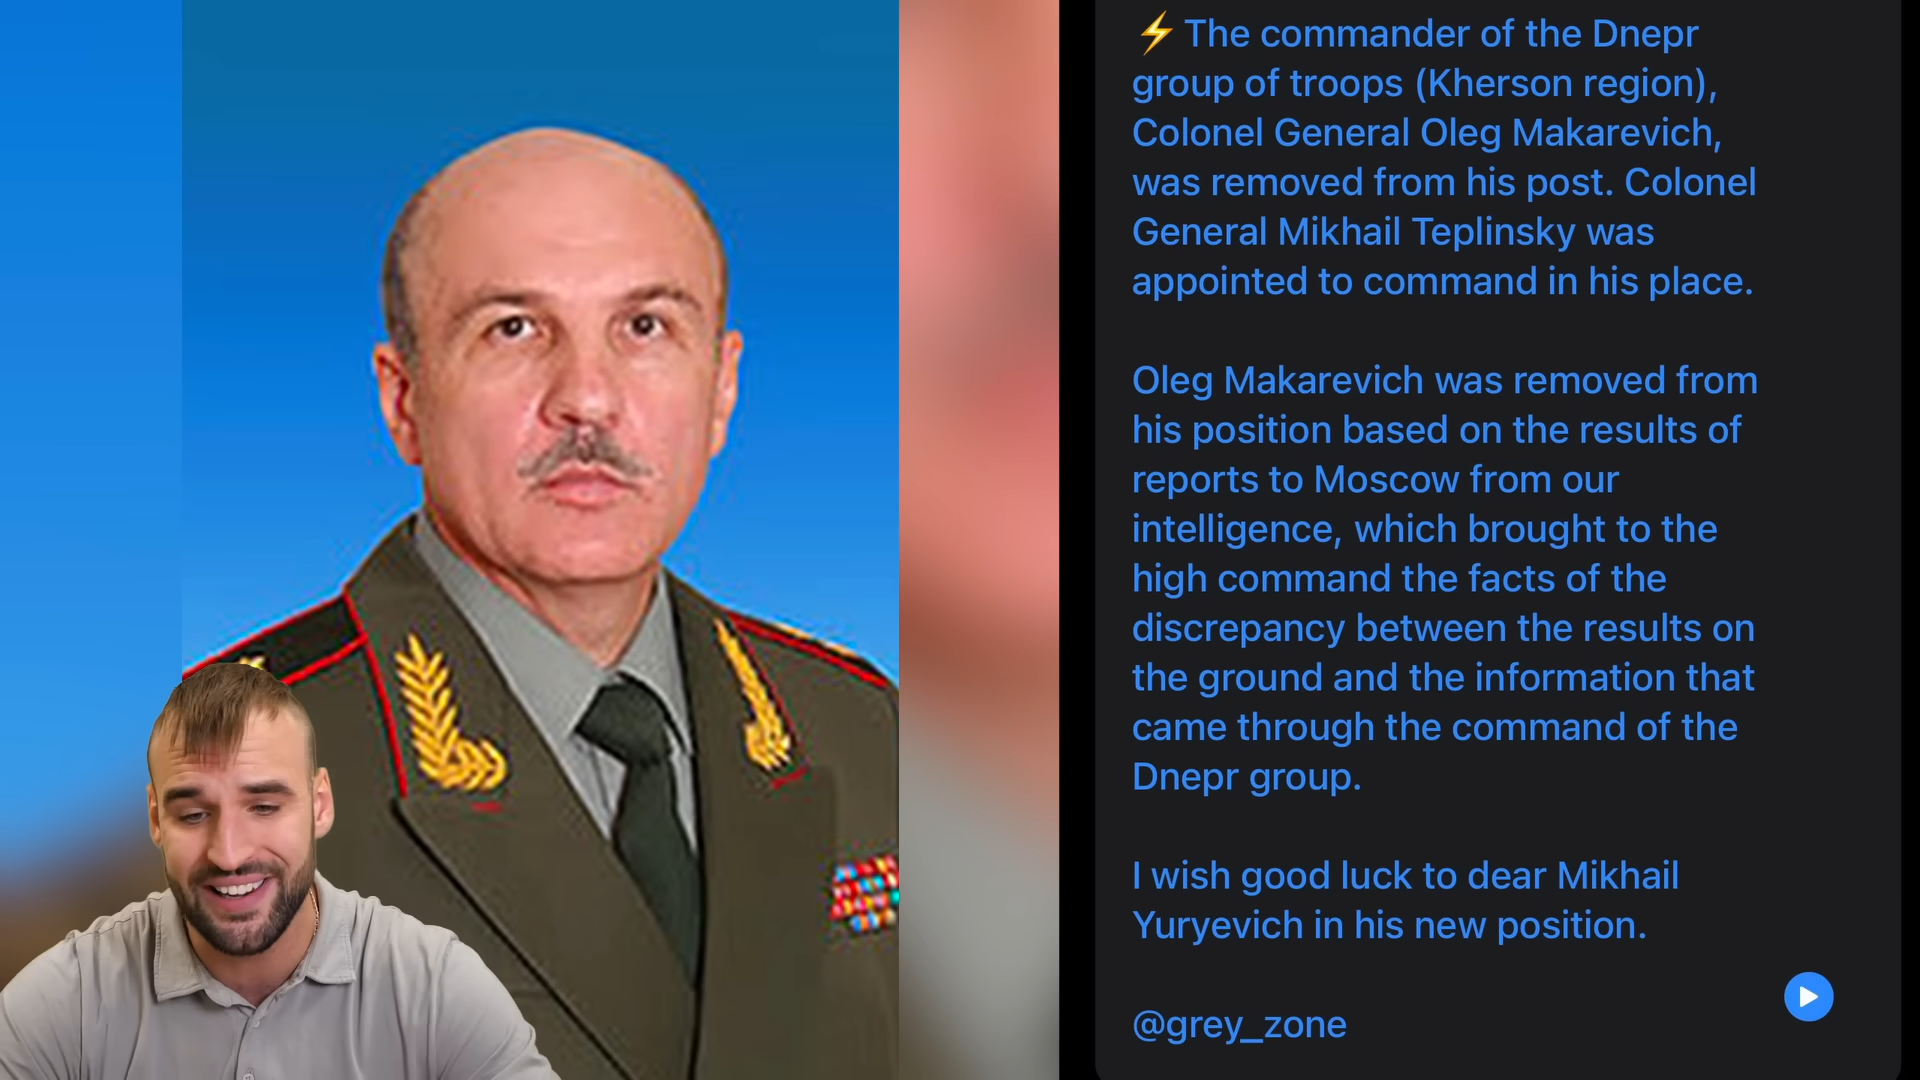 ⚡ The commander of the Dnepr
group of troops (Kherson region),
Colonel General Oleg Makarevich,
was removed from his post. Colonel
General Mikhail Teplinsky was
appointed to command in his place.
Oleg Makarevich was removed from
his position based on the results of
reports to Moscow from our
intelligence, which brought to the
high command the facts of the
discrepancy between the results on
the ground and the information that
came through the command of the
Dnepr group.
I wish good luck to dear Mikhail
Yuryevich in his new position.
@grey_zone